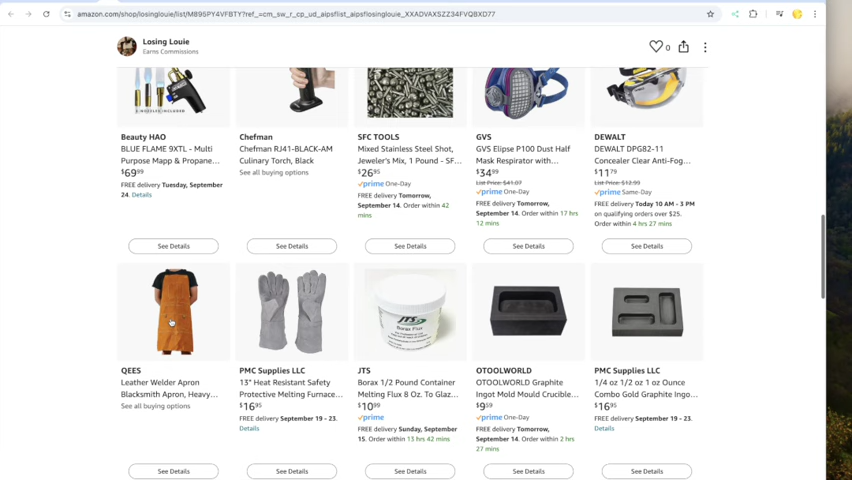 amazon.com/shop/losinglouie/list/M895PY4VFBTY?ref_=cm_sw_r_cp_ud_aipsflist_aipsflosinglouie_XXADVAXSZZ34FVQBXD77
Losing Louie
Earns Commissions
0
NOZZLES INCLUDED
Beauty HAO
BLUE FLAME 9XTL - Multi
Purpose Mapp & Propane...
$69.99
FREE delivery Tuesday, September
24. Details
See Details
Chefman
Chefman RJ41-BLACK-AM
Culinary Torch, Black
See all buying options
See Details
SFC TOOLS
Mixed Stainless Steel Shot,
Jeweler's Mix, 1 Pound - SF...
$26.95
prime One-Day
FREE delivery Tomorrow,
September 14. Order within 42
mins
See Details
GVS
GVS Elipse P100 Dust Half
Mask Respirator with...
$34.99
List Price: $41.07
prime One-Day
FREE delivery Tomorrow,
September 14. Order within 17 hrs
12 mins
See Details
DEWALT
DEWALT DPG82-11
Concealer Clear Anti-Fog...
$11.79
List Price: $12.99
prime Same-Day
FREE delivery Today 10 AM - 3 PM
on qualifying orders over $25.
Order within 4 hrs 27 mins
See Details
QEES
Leather Welder Apron
Blacksmith Apron, Heavy...
See all buying options
See Details
PMC Supplies LLC
13" Heat Resistant Safety
Protective Melting Furnace...
$16.95
FREE delivery September 19 - 23.
Details
See Details
JTS
Borax Flux
JTS
Borax 1/2 Pound Container
Melting Flux 8 Oz. To Glaz...
$10.99
prime
FREE delivery Sunday, September
15. Order within 13 hrs 42 mins
See Details
OTOOLWORLD
OTOOLWORLD Graphite
Ingot Mold Mould Crucible...
$9.59
prime One-Day
FREE delivery Tomorrow,
September 14. Order within 2 hrs
27 mins
See Details
PMC Supplies LLC
1/4 oz 1/2 oz 1 oz Ounce
Combo Gold Graphite Ingo...
$16.95
FREE delivery September 19 - 23.
Details
See Details